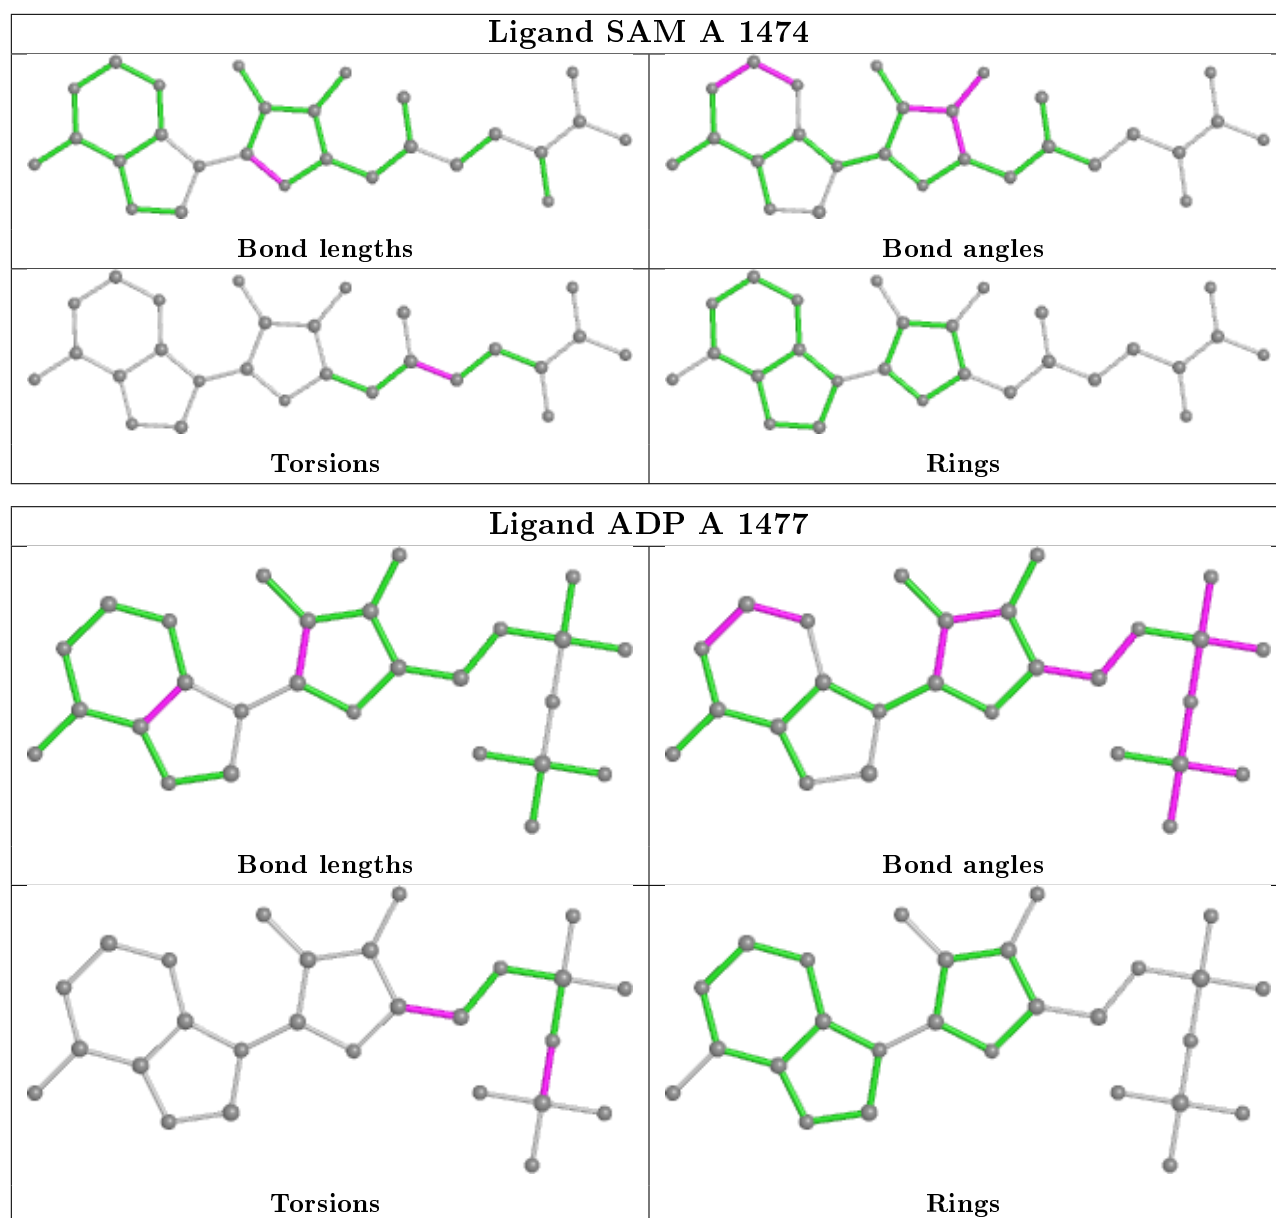 Ligand SAM A 1474
Bond lengths
Bond angles
Torsions
Rings
Ligand ADP A 1477
Bond lengths
Bond angles
Torsions
Rings